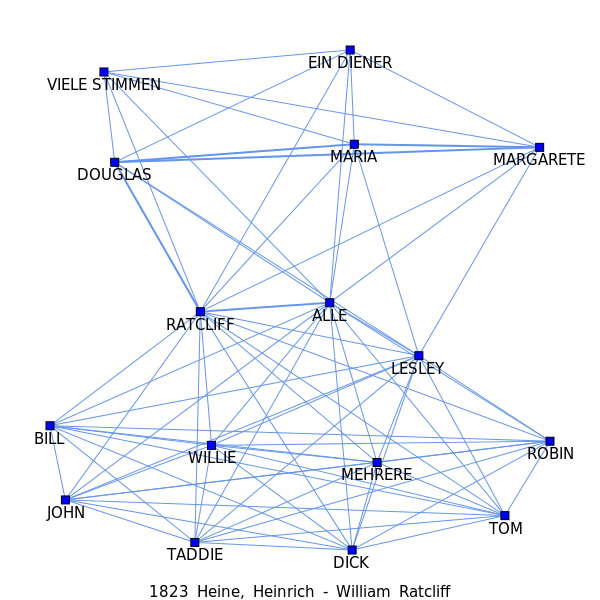 EIN DIENER
VIELE STIMMEN
MARIA
MARGARETE
DOUGLAS
ALLE
RATCLIFF
LESLEY
BILL
WILLIE
ROBIN
MEHRERE
JOHN
TOM
TADDIE
DICK
1823 Heine, Heinrich - William Ratcliff